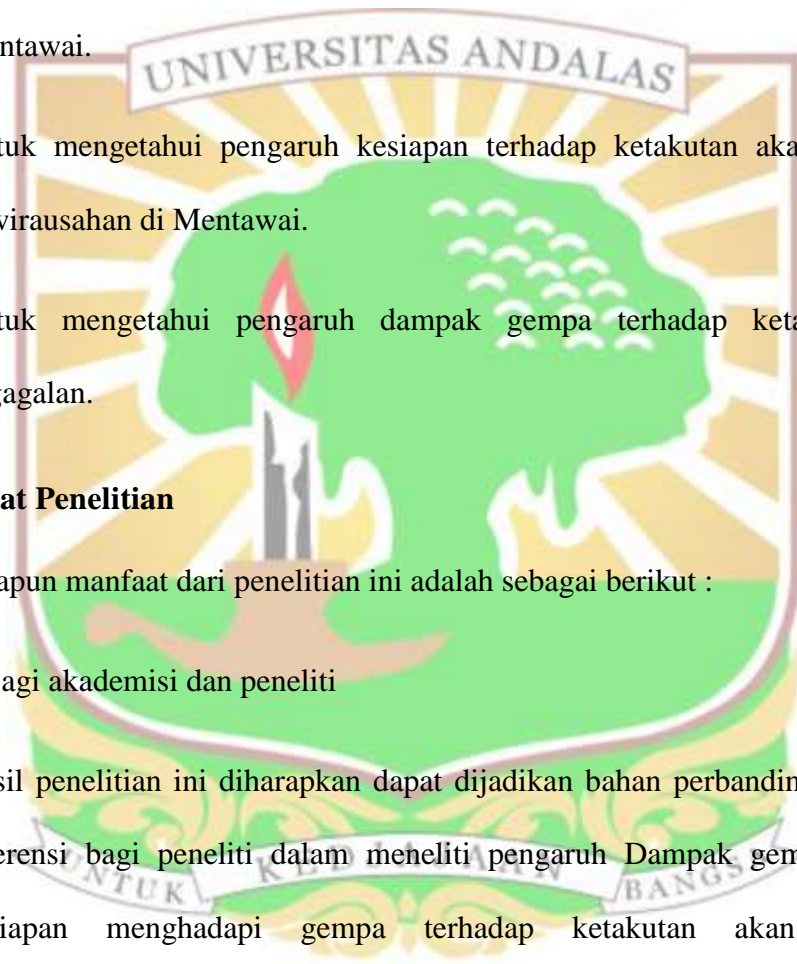 ntawai.
UNIVERSITAS ANDALAS
tuk mengetahui pengaruh kesiapan terhadap ketakutan aka
wirausahan di Mentawai.
tuk mengetahui pengaruh dampak gempa terhadap keta
gagalan.
at Penelitian
apun manfaat dari penelitian ini adalah sebagai berikut :
agi akademisi dan peneliti
sil penelitian ini diharapkan dapat dijadikan bahan perbandin
erensi bagi peneliti dalam meneliti pengaruh Dampak gem
UNTUK KEDJAJAAN BANGS
iapan menghadapi gempa terhadap ketakutan akan